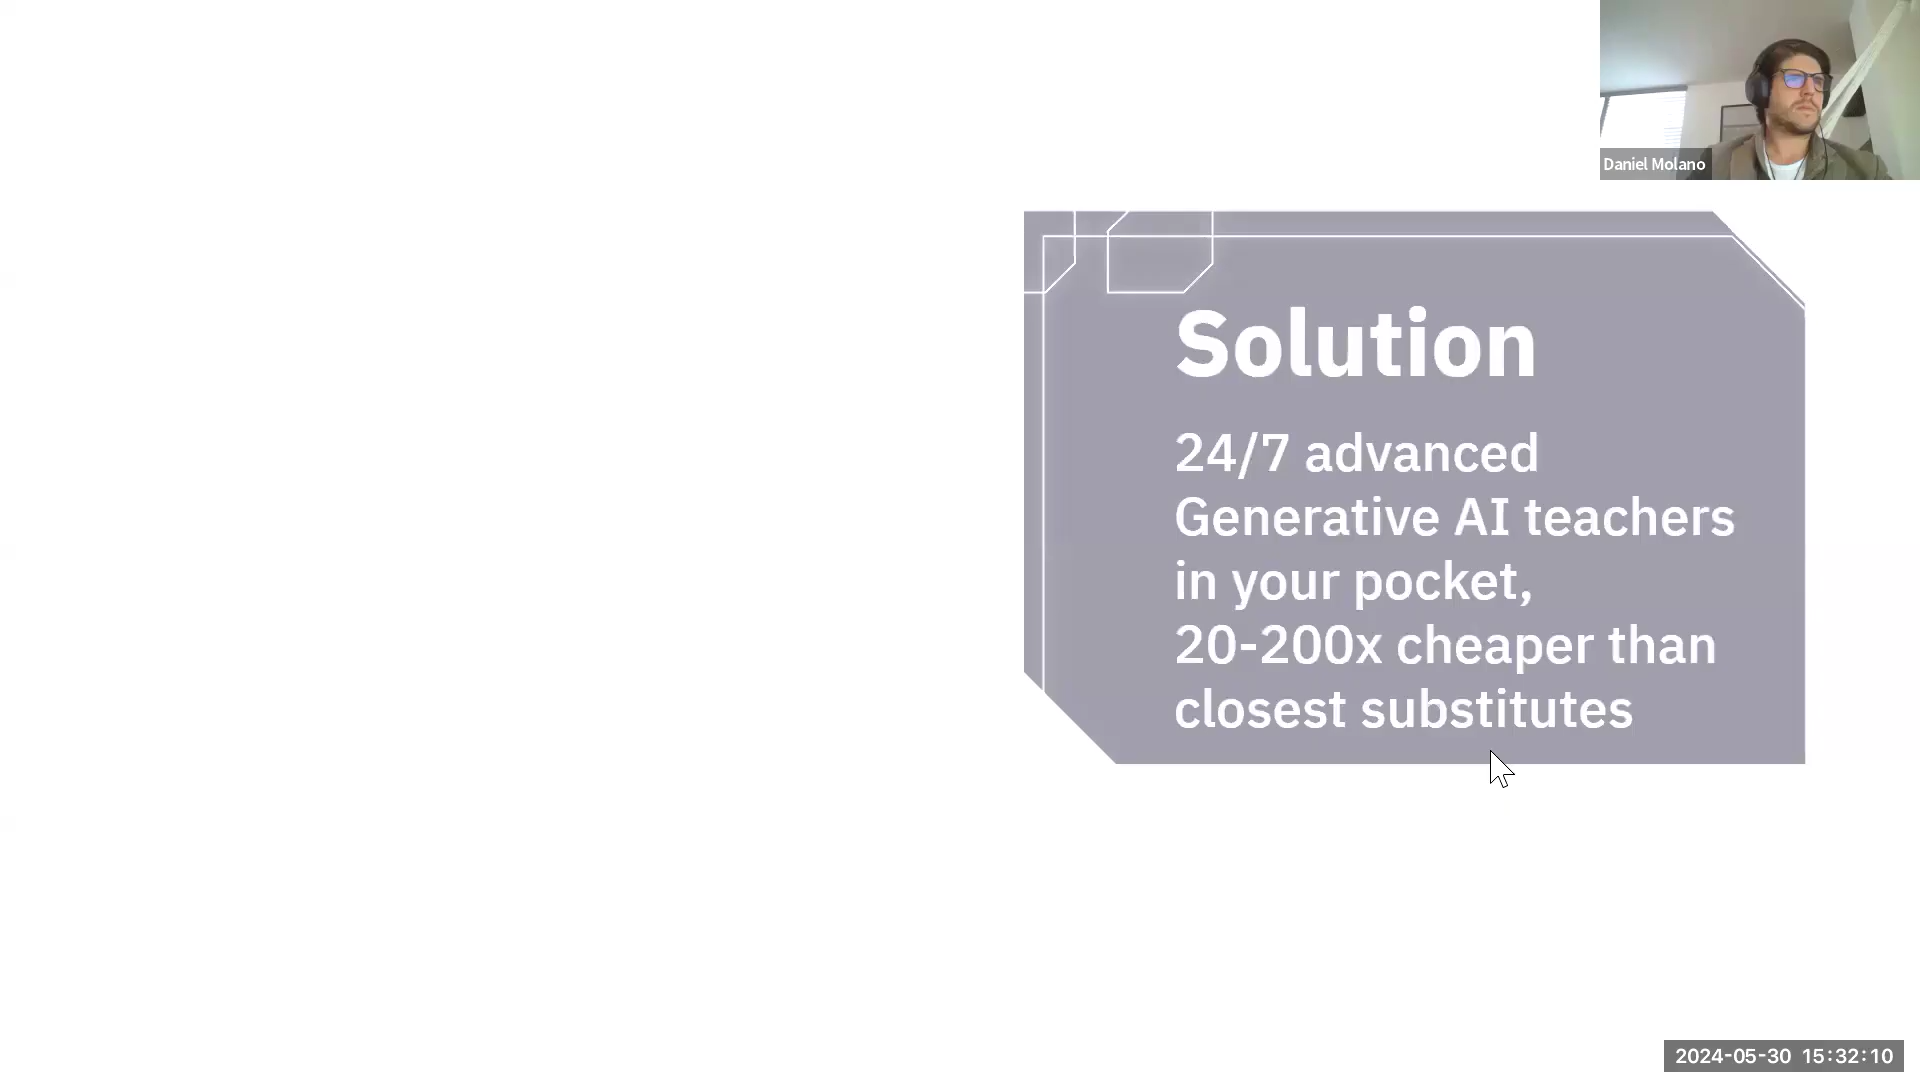 Daniel Molano
Solution
24/7 advanced
Generative AI teachers
in your pocket,
20-200x cheaper than
closest substitutes
2024-05-30 15:32:10